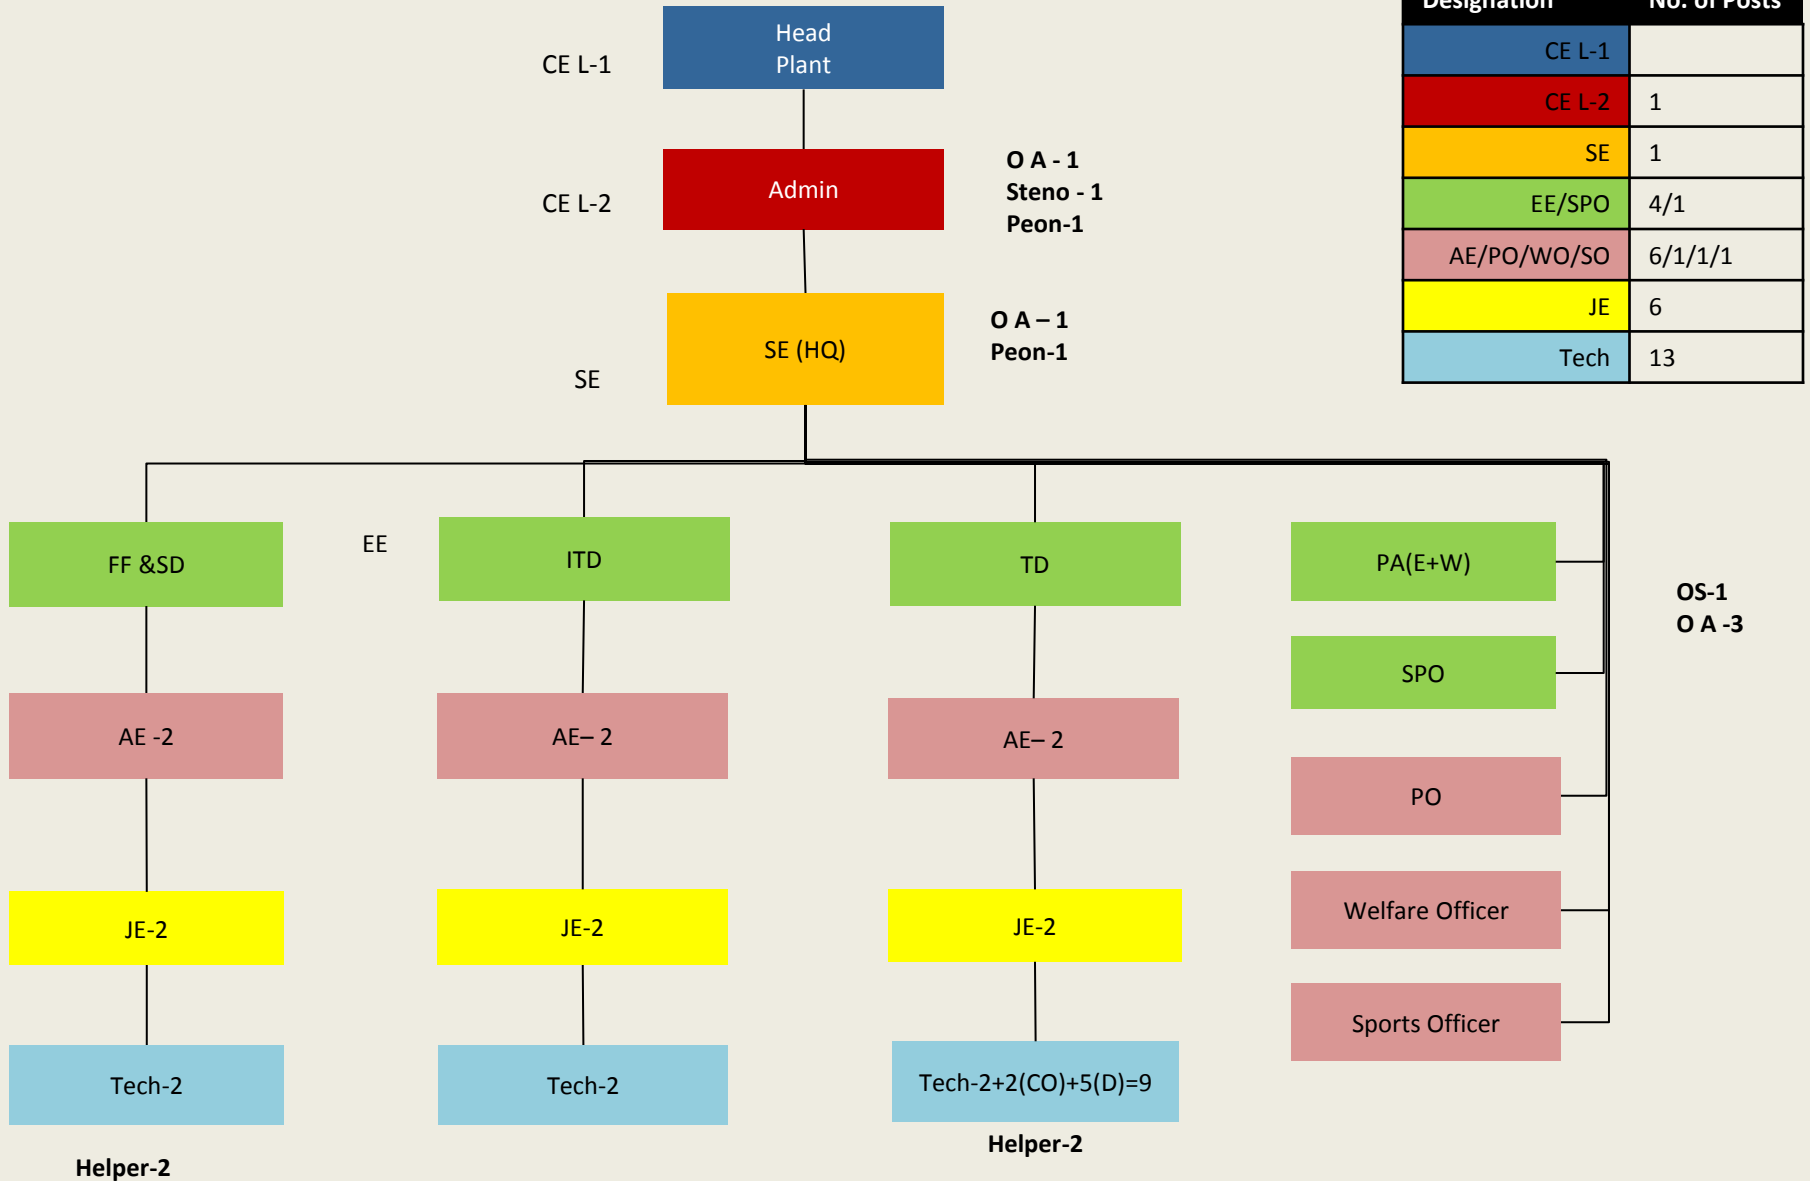 Designation No. of Posts
CE L-1
CE L-2 1
SE 1
EE/SPO 4/1
AE/PO/WO/SO 6/1/1/1
JE 6
Tech 13
Head
Plant
CE L-1
Admin
CE L-2
O A - 1
Steno - 1
Peon-1
SE (HQ)
SE
O A – 1
Peon-1
FF &SD
EE
ITD
TD
PA(E+W)
SPO
OS-1
O A -3
AE -2
AE– 2
AE– 2
PO
JE-2
JE-2
JE-2
Welfare Officer
Sports Officer
Tech-2
Tech-2
Tech-2+2(CO)+5(D)=9
Helper-2
Helper-2